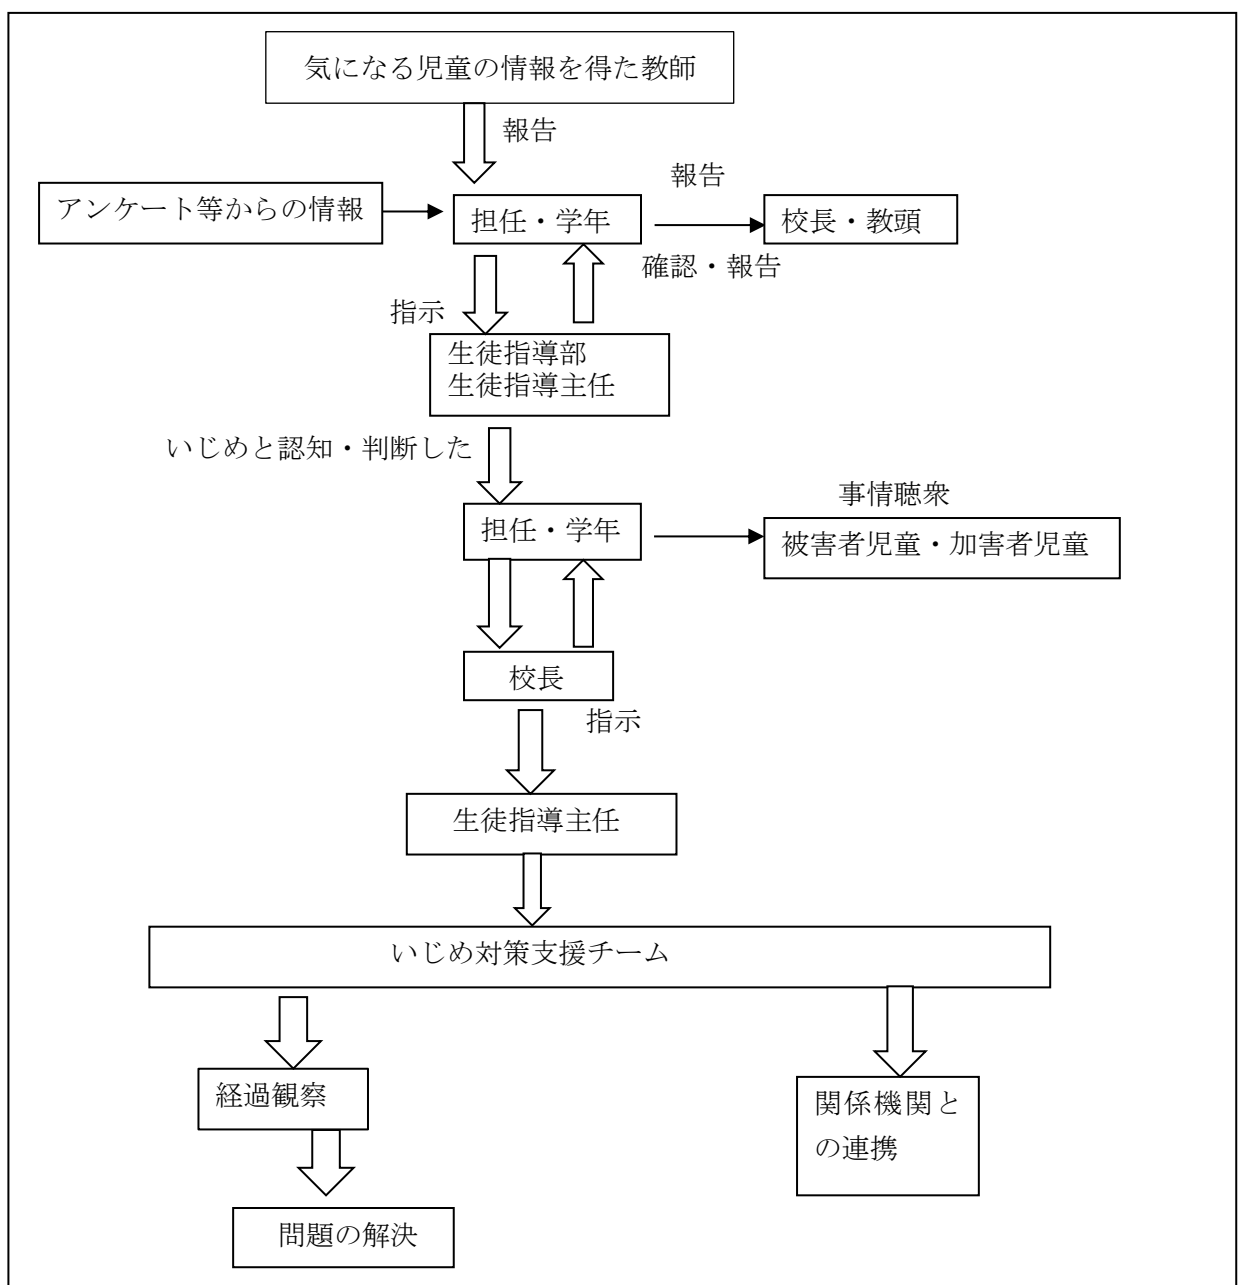 気になる児童の情報を得た教師
報告
アンケート等からの情報
担任・学年
報告
校長・教頭
確認・報告
指示
生徒指導部
生徒指導主任
いじめと認知・判断した
担任・学年
事情聴衆
被害者児童・加害者児童
校長
指示
生徒指導主任
いじめ対策支援チーム
経過観察
関係機関と
の連携
問題の解決